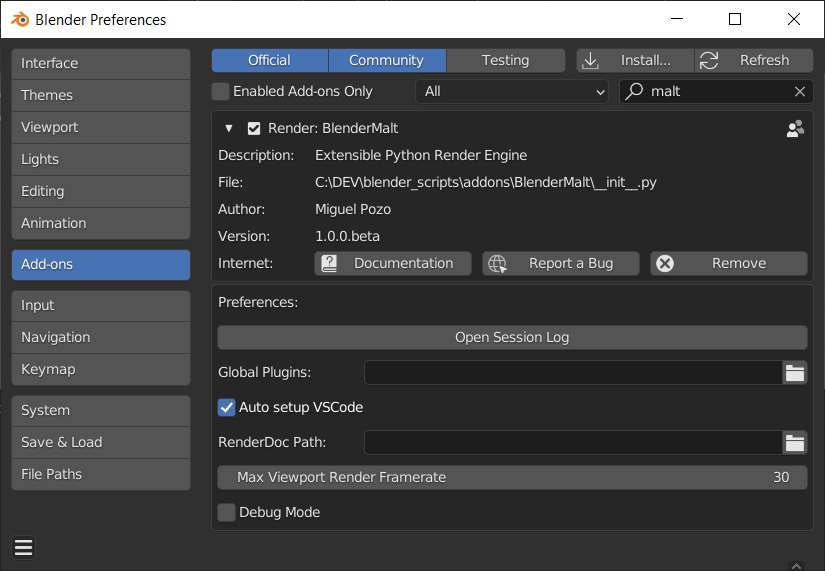 Blender Preferences
Interface
Themes
Viewport
Lights
Editing
Animation
Add-ons
Input
Navigation
Keymap
System
Save & Load
File Paths
Official Community Testing Install... Refresh
Enabled Add-ons Only All malt
Render: BlenderMalt
Description: Extensible Python Render Engine
File: C:\DEV\blender_scripts\addons\BlenderMalt\__init__.py
Author: Miguel Pozo
Version: 1.0.0.beta
Internet: Documentation Report a Bug Remove
Preferences:
Open Session Log
Global Plugins:
Auto setup VSCode
RenderDoc Path:
Max Viewport Render Framerate 30
Debug Mode